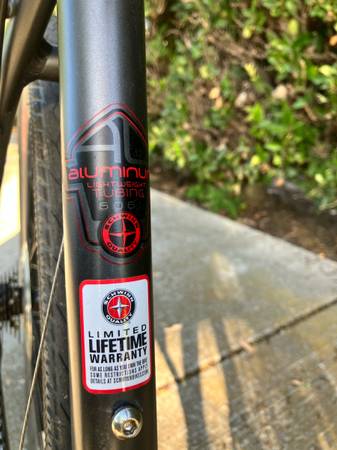 aluminum
LIGHTWEIGHT
TUBING
6061
SCHWINN
QUALITY
SCHWINN
QUALITY
LIMITED
LIFETIME
WARRANTY
FOR AS LONG AS YOU OWN THE BIKE
SOME RESTRICTIONS APPLY
DETAILS AT SCHWINNBIKES.COM